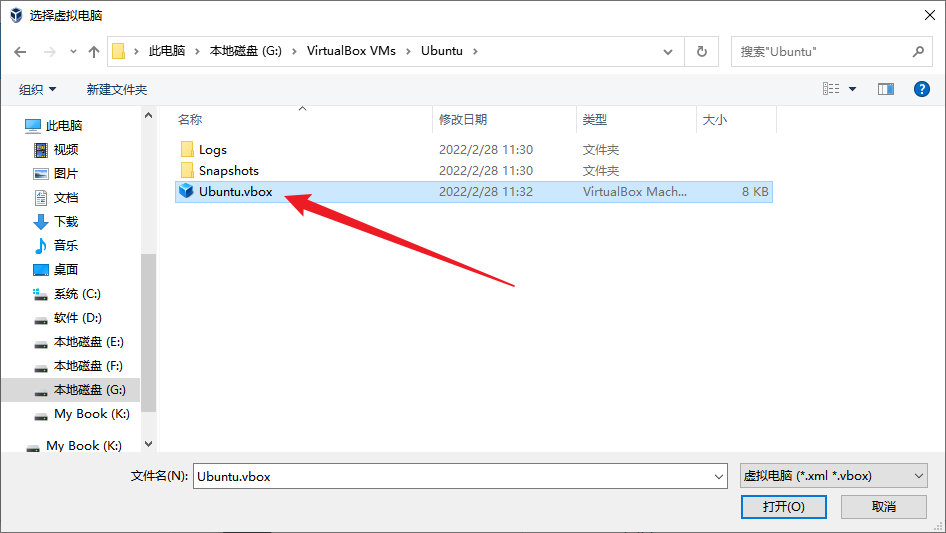 选择虚拟电脑
此电脑 > 本地磁盘 (G:) > VirtualBox VMs > Ubuntu >
搜索"Ubuntu"
组织 新建文件夹
此电脑
视频
图片
文档
下载
音乐
桌面
系统 (C:)
软件 (D:)
本地磁盘 (E:)
本地磁盘 (F:)
本地磁盘 (G:)
My Book (K:)
My Book (K:)
名称 修改日期 类型 大小
Logs 2022/2/28 11:30 文件夹
Snapshots 2022/2/28 11:30 文件夹
Ubuntu.vbox 2022/2/28 11:32 VirtualBox Mach... 8 KB
文件名(N): Ubuntu.vbox 虚拟电脑 (*.xml *.vbox)
打开(O) 取消